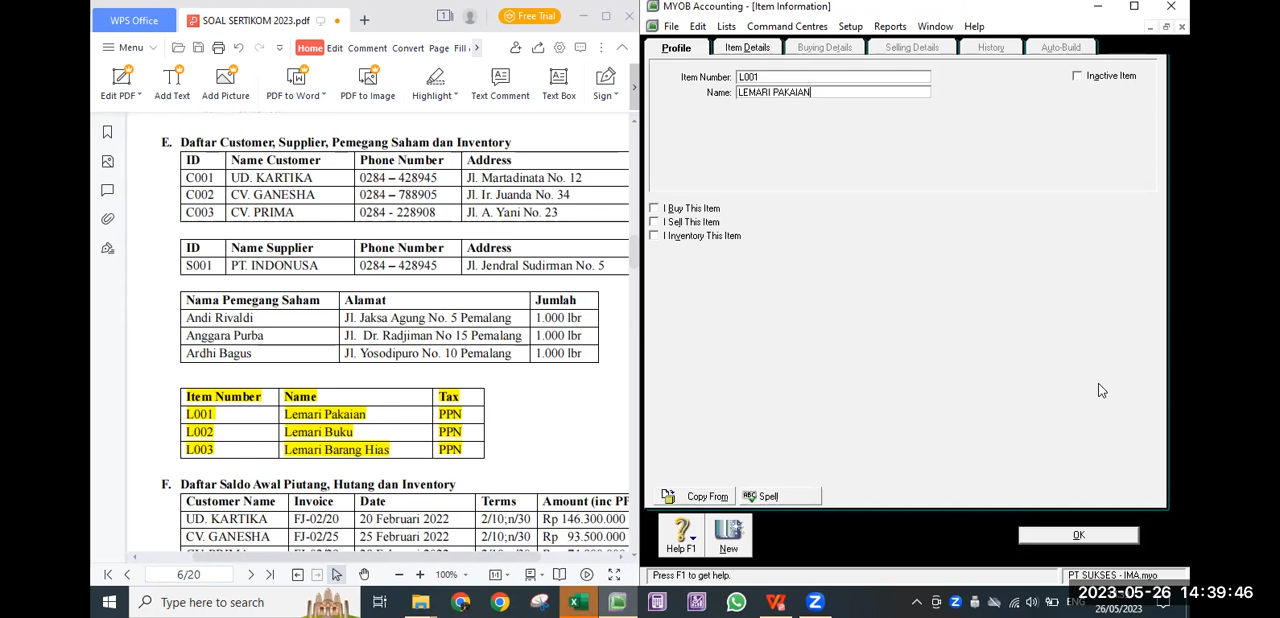 WPS Office
SOAL SERTIKOM 2023.pdf
1
Free Trial
Menu
Home Edit Comment Convert Page Fill
Edit PDF
Add Text
Add Picture
PDF to Word
PDF to Image
Highlight
Text Comment
Text Box
Sign
E. Daftar Customer, Supplier, Pemegang Saham dan Inventory
ID Name Customer Phone Number Address
C001 UD. KARTIKA 0284 – 428945 Jl. Martadinata No. 12
C002 CV. GANESHA 0284 – 788905 Jl. Ir. Juanda No. 34
C003 CV. PRIMA 0284 - 228908 Jl. A. Yani No. 23
ID Name Supplier Phone Number Address
S001 PT. INDONUSA 0284 – 428945 Jl. Jendral Sudirman No. 5
Nama Pemegang Saham Alamat Jumlah
Andi Rivaldi Jl. Jaksa Agung No. 5 Pemalang 1.000 lbr
Anggara Purba Jl. Dr. Radjiman No 15 Pemalang 1.000 lbr
Ardhi Bagus Jl. Yosodipuro No. 10 Pemalang 1.000 lbr
Item Number Name Tax
L001 Lemari Pakaian PPN
L002 Lemari Buku PPN
L003 Lemari Barang Hias PPN
F. Daftar Saldo Awal Piutang, Hutang dan Inventory
Customer Name Invoice Date Terms Amount (inc PP
UD. KARTIKA FJ-02/20 20 Februari 2022 2/10;n/30 Rp 146.300.000
CV. GANESHA FJ-02/25 25 Februari 2022 2/10;n/30 Rp 93.500.000
6/20
100%
MYOB Accounting - [Item Information]
File Edit Lists Command Centres Setup Reports Window Help
Profile Item Details Buying Details Selling Details History Auto-Build
Item Number: L001
Inactive Item
Name: LEMARI PAKAIAN
I Buy This Item
I Sell This Item
I Inventory This Item
Copy From
ABC Spell
Help F1
New
OK
Press F1 to get help.
PT SUKSES - IMA.myo
Type here to search
ENG
26/05/2023
2023-05-26 14:39:46